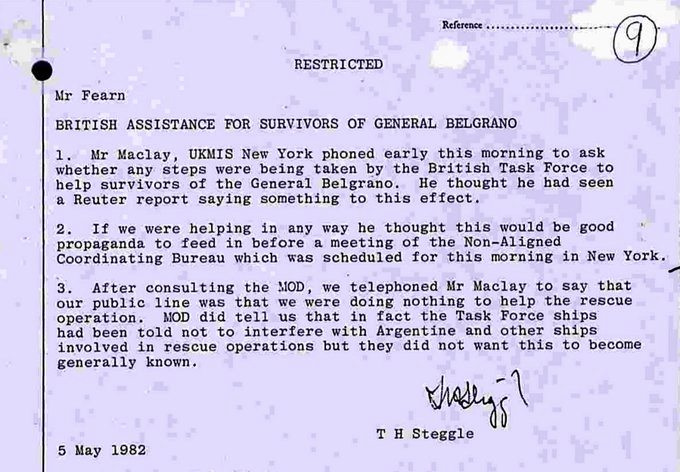 Reference ..............................
9
RESTRICTED
Mr Fearn
BRITISH ASSISTANCE FOR SURVIVORS OF GENERAL BELGRANO
1. Mr Maclay, UKMIS New York phoned early this morning to ask
whether any steps were being taken by the British Task Force to
help survivors of the General Belgrano. He thought he had seen
a Reuter report saying something to this effect.
2. If we were helping in any way he thought this would be good
propaganda to feed in before a meeting of the Non-Aligned
Coordinating Bureau which was scheduled for this morning in New York.
3. After consulting the MOD, we telephoned Mr Maclay to say that
our public line was that we were doing nothing to help the rescue
operation. MOD did tell us that in fact the Task Force ships
had been told not to interfere with Argentine and other ships
involved in rescue operations but they did not want this to become
generally known.
T H Steggle
5 May 1982